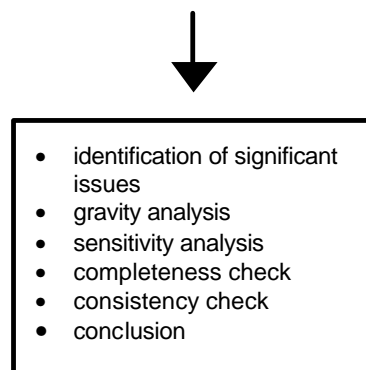 • identification of significant
issues
• gravity analysis
• sensitivity analysis
• completeness check
• consistency check
• conclusion